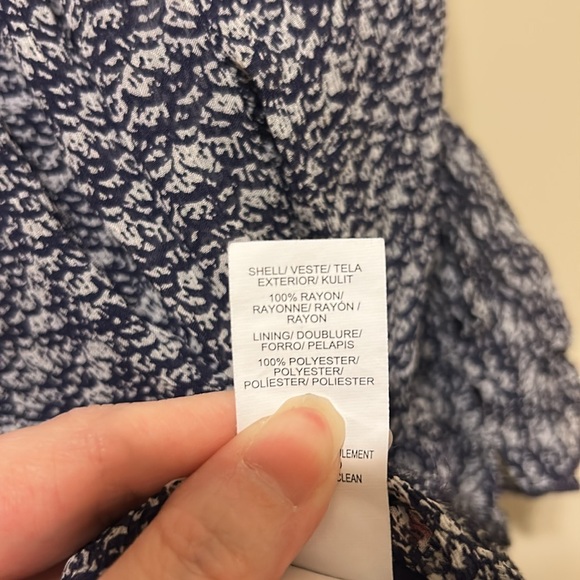 SHELL/ VESTE/ TELA
EXTERIOR/ KULIT
100% RAYON/
RAYONNE/ RAYÓN /
RAYON
LINING/ DOUBLURE/
FORRO/ PELAPIS
100% POLYESTER/
POLYESTER/
POLÍESTER/ POLIESTER
CLEAN